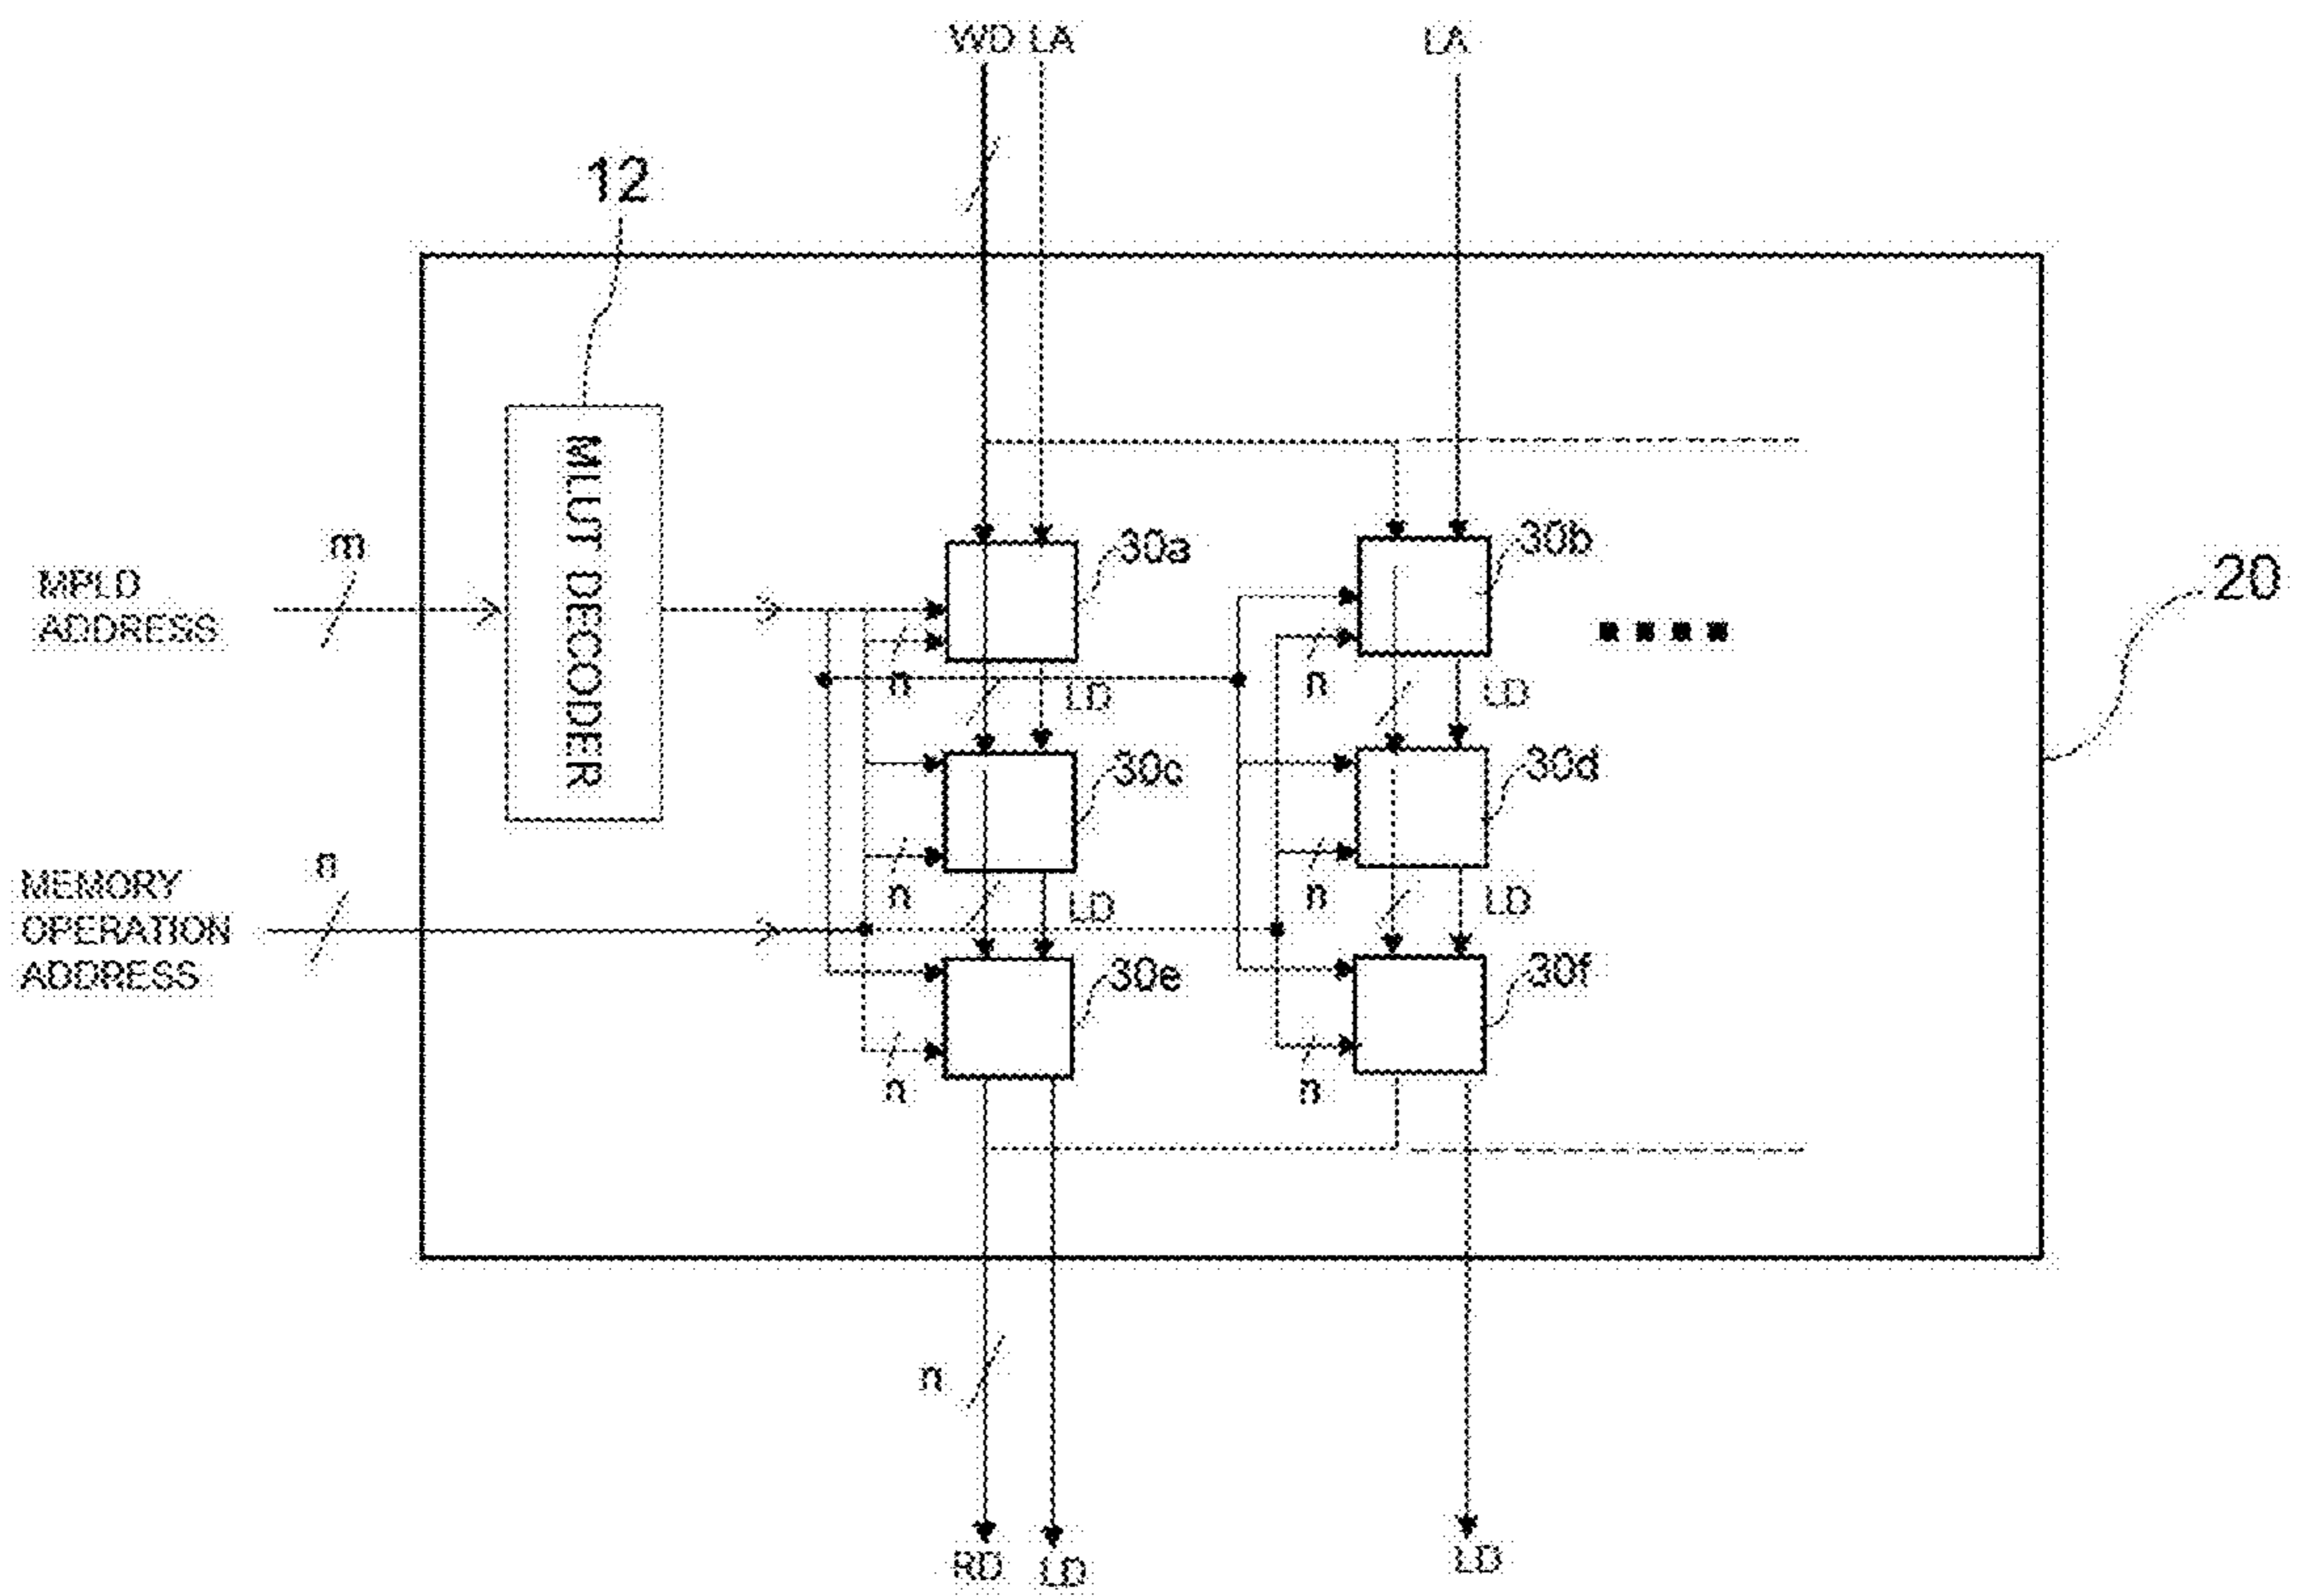 WD LA
LA
12
m
MPLD
ADDRESS
MLUT DECODER
30a
30b
20
n
LD
n
LD
30c
30d
n
MEMORY
OPERATION
ADDRESS
n
LD
n
LD
30e
30f
n
n
n
RD
LD
LD